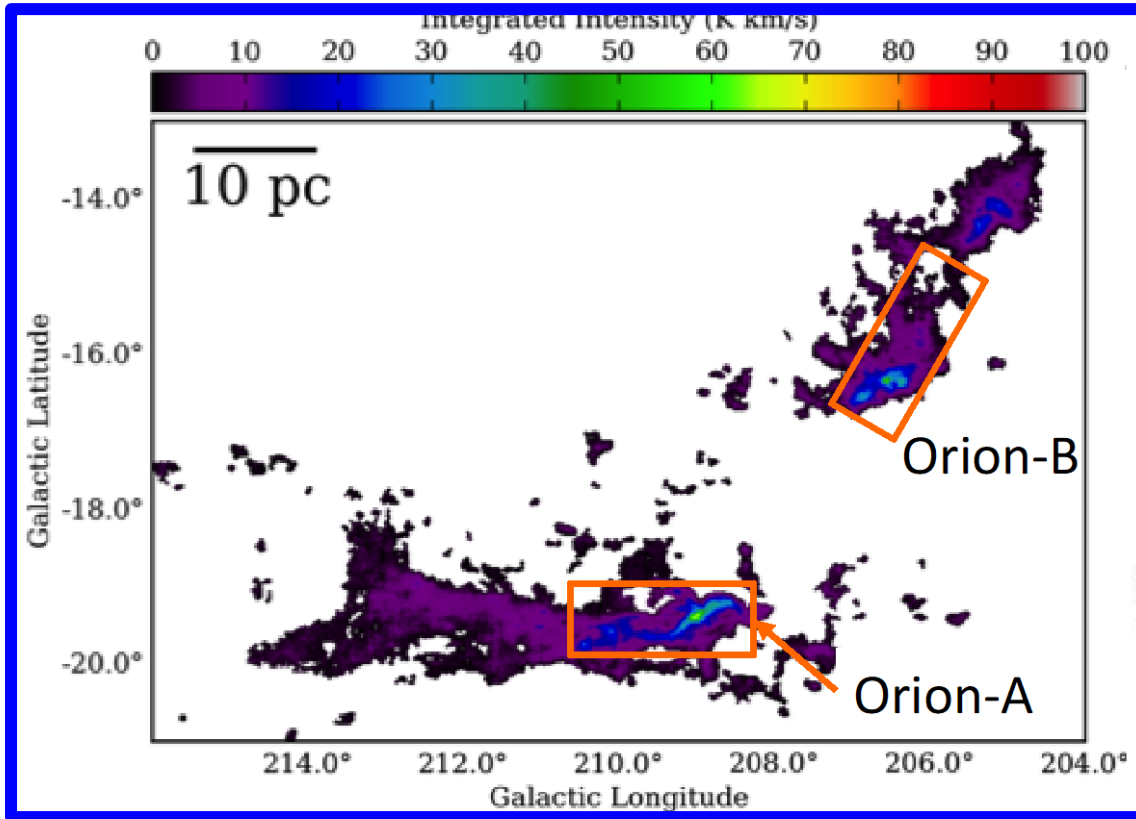 Integrated Intensity (K km/s)
0 10 20 30 40 50 60 70 80 90 100
10 pc
-14.0°
-16.0°
-18.0°
-20.0°
Galactic Latitude
Orion-B
Orion-A
214.0° 212.0° 210.0° 208.0° 206.0° 204.0°
Galactic Longitude